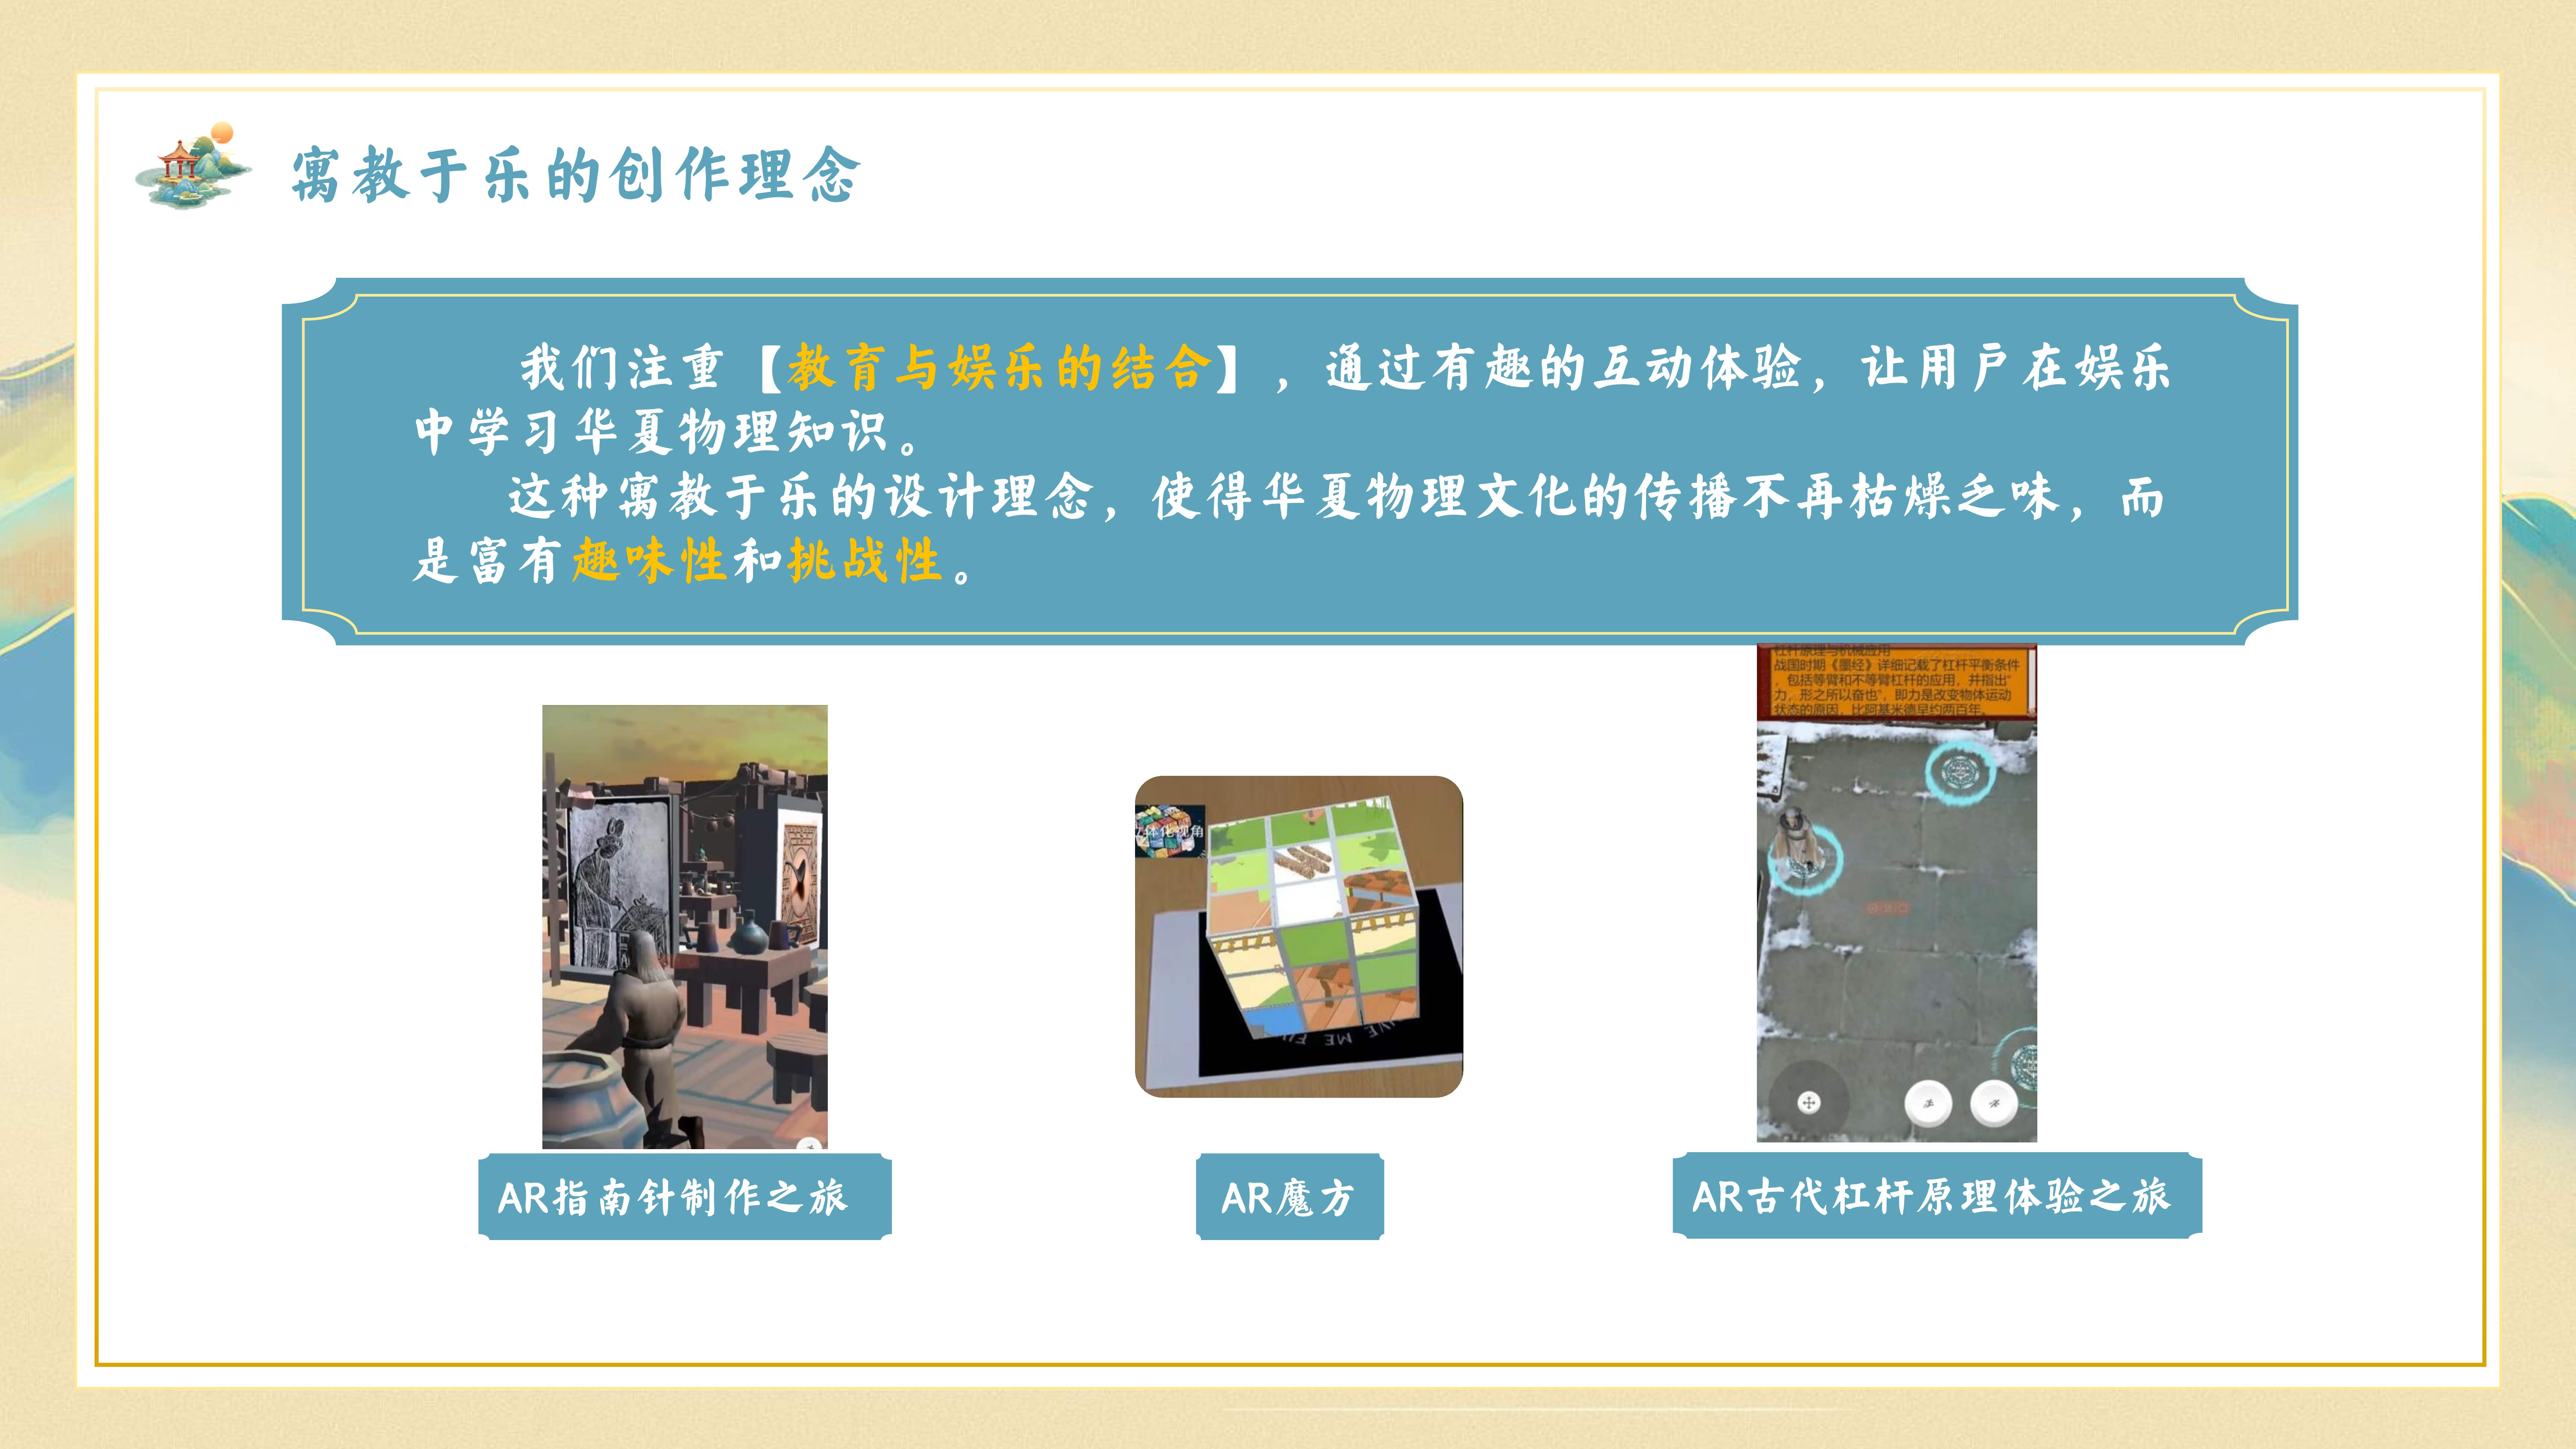 寓教于乐的创作理念
我们注重【教育与娱乐的结合】，通过有趣的互动体验，让用户在娱乐
中学习华夏物理知识。
这种寓教于乐的设计理念，使得华夏物理文化的传播不再枯燥乏味，而
是富有趣味性和挑战性。
杠杆原理与机械应用
战国时期《墨经》详细记载了杠杆平衡条件
，包括等臂和不等臂杠杆的应用，并指出“
力，形之所以奋也”，即力是改变物体运动
状态的原因，比阿基米德早约两百年。
体化视角
ME
AR指南针制作之旅
AR魔方
AR古代杠杆原理体验之旅